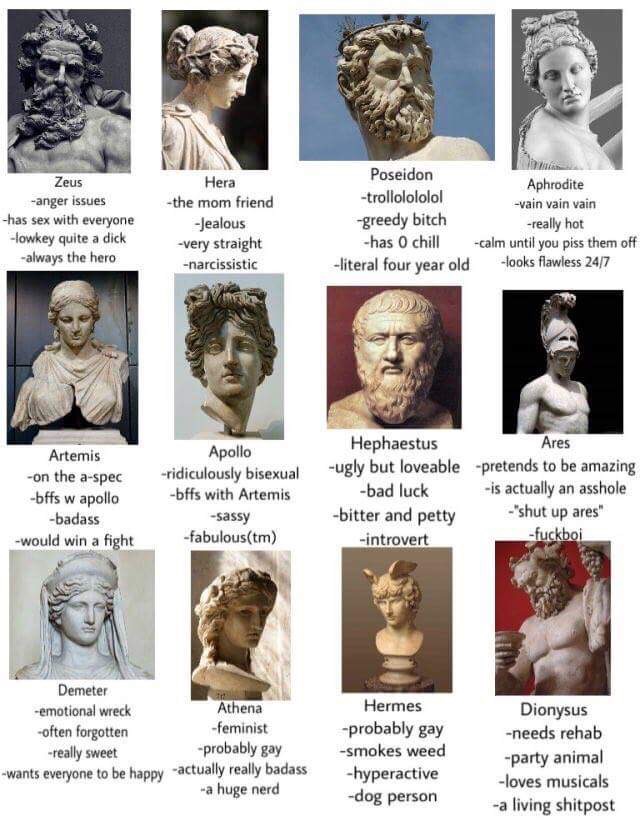 Zeus
-anger issues
-has sex with everyone
-lowkey quite a dick
-always the hero
Hera
-the mom friend
-Jealous
-very straight
-narcissistic
Poseidon
-trollolololol
-greedy bitch
-has 0 chill
-literal four year old
Aphrodite
-vain vain vain
-really hot
-calm until you piss them off
-looks flawless 24/7
Artemis
-on the a-spec
-bffs w apollo
-badass
-would win a fight
Apollo
-ridiculously bisexual
-bffs with Artemis
-sassy
-fabulous(tm)
Hephaestus
-ugly but loveable
-bad luck
-bitter and petty
-introvert
Ares
-pretends to be amazing
-is actually an asshole
-"shut up ares"
-fuckboi
Demeter
-emotional wreck
-often forgotten
-really sweet
-wants everyone to be happy
Athena
-feminist
-probably gay
-actually really badass
-a huge nerd
Hermes
-probably gay
-smokes weed
-hyperactive
-dog person
Dionysus
-needs rehab
-party animal
-loves musicals
-a living shitpost